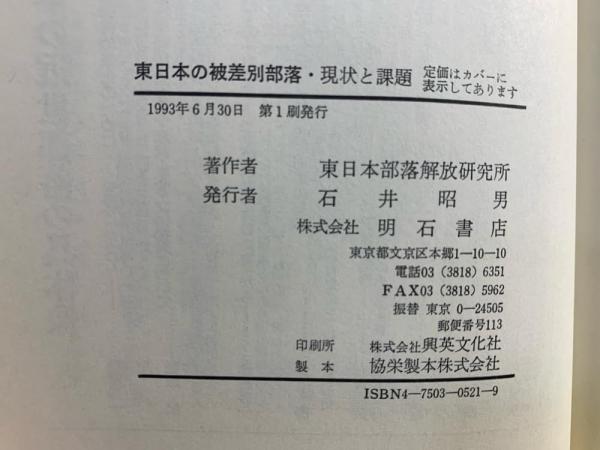 東日本の被差別部落・現状と課題 定価はカバーに
表示してあります
1993年6月30日 第1刷発行
著作者 東日本部落解放研究所
発行者 石井昭男
株式会社 明石書店
東京都文京区本郷1―10―10
電話03 (3818) 6351
FAX03 (3818) 5962
振替 東京 0―24505
郵便番号113
印刷所 株式会社興英文化社
製本 協栄製本株式会社
ISBN4―7503―0521―9